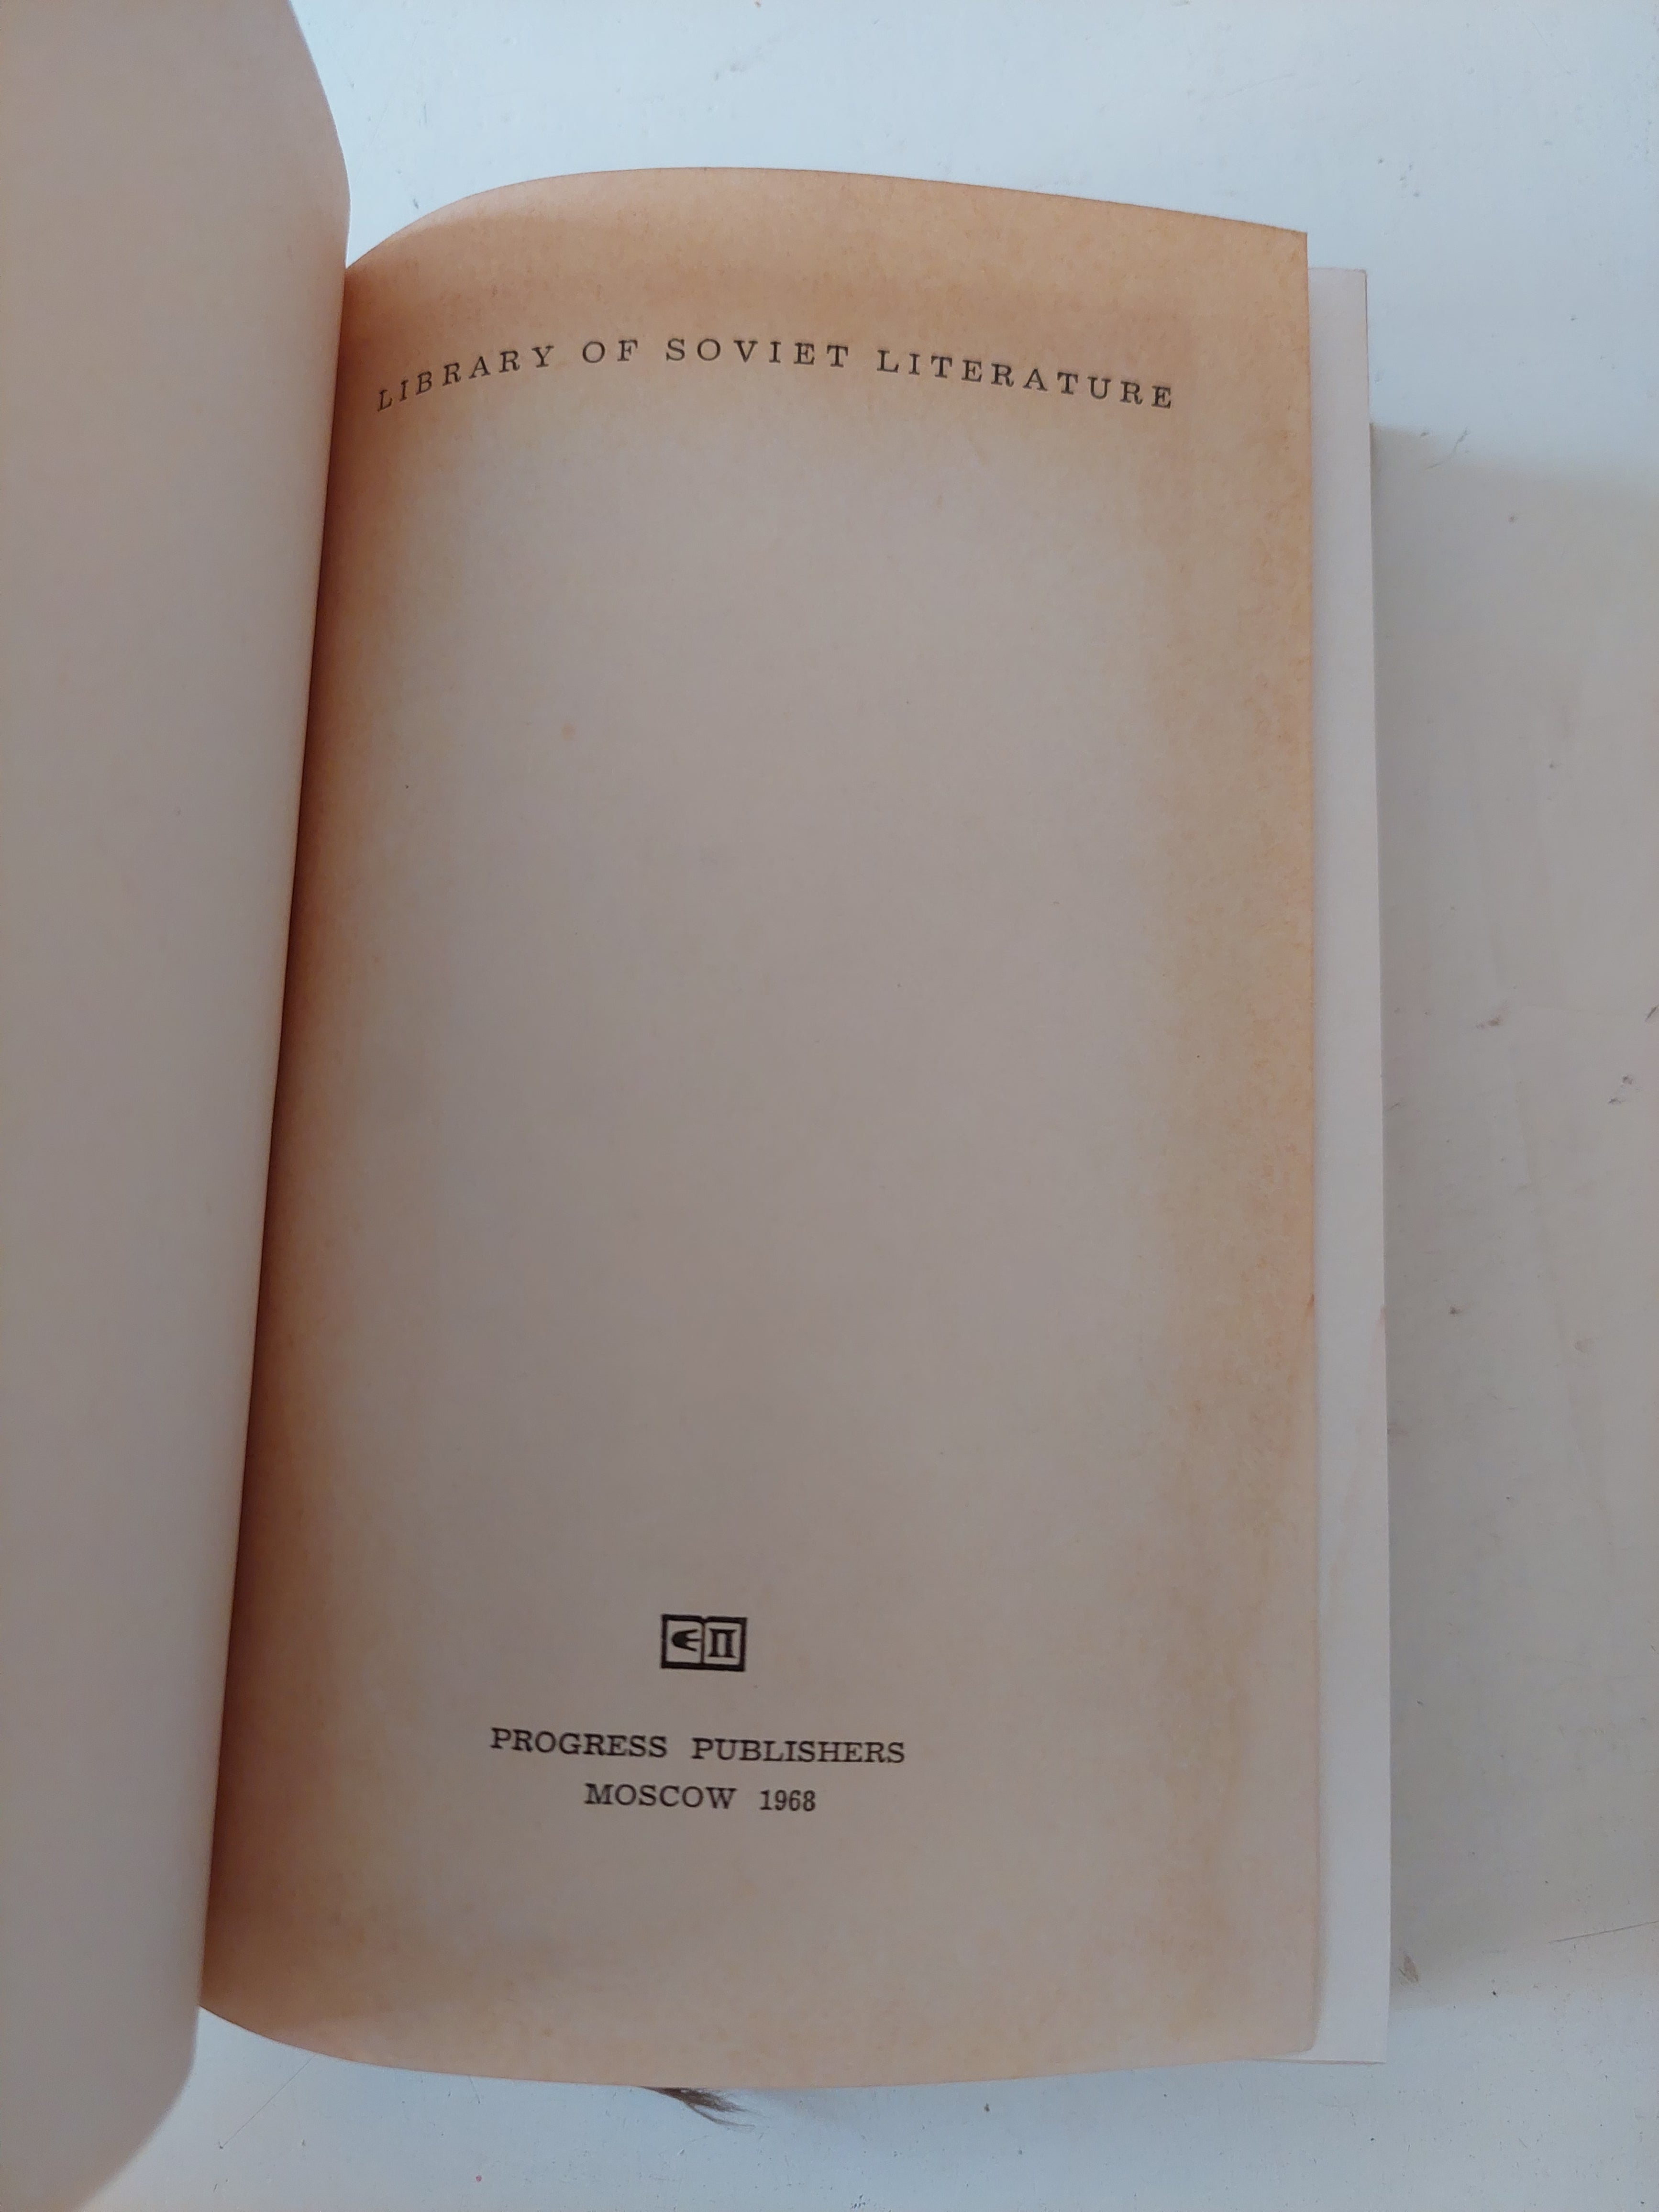 LIBRARY OF SOVIET LITERATURE
П
PROGRESS PUBLISHERS
MOSCOW 1968